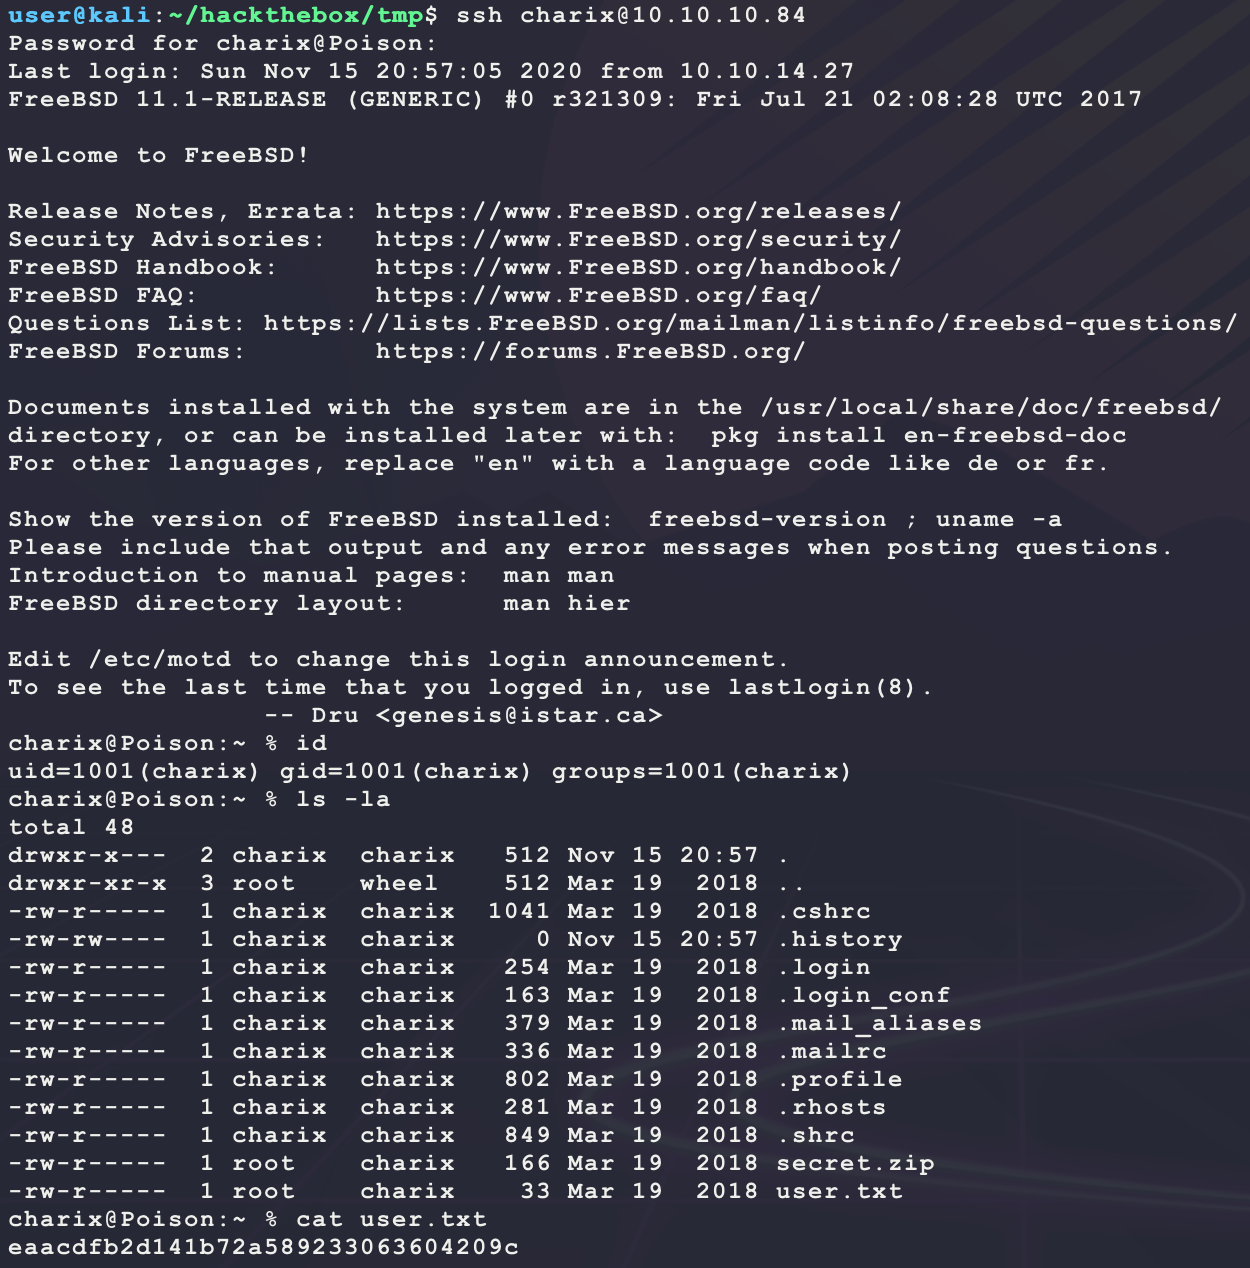 user@kali:~/hackthebox/tmp$ ssh charix@10.10.10.84
Password for charix@Poison:
Last login: Sun Nov 15 20:57:05 2020 from 10.10.14.27
FreeBSD 11.1-RELEASE (GENERIC) #0 r321309: Fri Jul 21 02:08:28 UTC 2017

Welcome to FreeBSD!

Release Notes, Errata: https://www.FreeBSD.org/releases/
Security Advisories:   https://www.FreeBSD.org/security/
FreeBSD Handbook:      https://www.FreeBSD.org/handbook/
FreeBSD FAQ:           https://www.FreeBSD.org/faq/
Questions List: https://lists.FreeBSD.org/mailman/listinfo/freebsd-questions/
FreeBSD Forums:        https://forums.FreeBSD.org/

Documents installed with the system are in the /usr/local/share/doc/freebsd/
directory, or can be installed later with:  pkg install en-freebsd-doc
For other languages, replace "en" with a language code like de or fr.

Show the version of FreeBSD installed:  freebsd-version ; uname -a
Please include that output and any error messages when posting questions.
Introduction to manual pages:  man man
FreeBSD directory layout:      man hier

Edit /etc/motd to change this login announcement.
To see the last time that you logged in, use lastlogin(8).
                -- Dru <genesis@istar.ca>
charix@Poison:~ % id
uid=1001(charix) gid=1001(charix) groups=1001(charix)
charix@Poison:~ % ls -la
total 48
drwxr-x---  2 charix  charix   512 Nov 15 20:57 .
drwxr-xr-x  3 root    wheel    512 Mar 19  2018 ..
-rw-r-----  1 charix  charix  1041 Mar 19  2018 .cshrc
-rw-rw----  1 charix  charix     0 Nov 15 20:57 .history
-rw-r-----  1 charix  charix   254 Mar 19  2018 .login
-rw-r-----  1 charix  charix   163 Mar 19  2018 .login_conf
-rw-r-----  1 charix  charix   379 Mar 19  2018 .mail_aliases
-rw-r-----  1 charix  charix   336 Mar 19  2018 .mailrc
-rw-r-----  1 charix  charix   802 Mar 19  2018 .profile
-rw-r-----  1 charix  charix   281 Mar 19  2018 .rhosts
-rw-r-----  1 charix  charix   849 Mar 19  2018 .shrc
-rw-r-----  1 root    charix   166 Mar 19  2018 secret.zip
-rw-r-----  1 root    charix    33 Mar 19  2018 user.txt
charix@Poison:~ % cat user.txt
eaacdfb2d141b72a589233063604209c